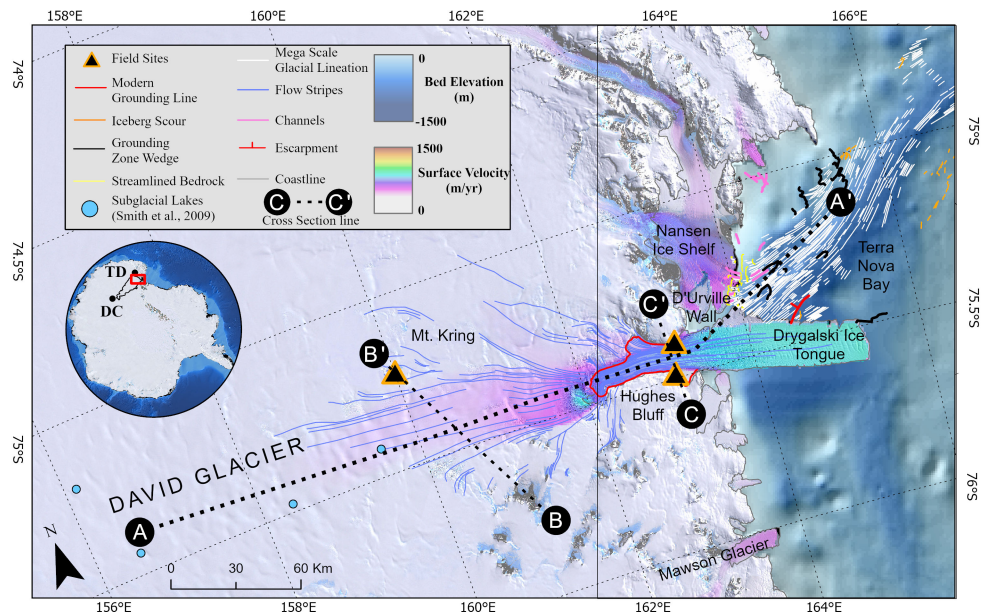 158°E
160°E
162°E
164°E
166°E
74°S
74.5°S
75°S
75°S
75.5°S
76°S
156°E
158°E
160°E
162°E
164°E
Field Sites
Modern
Grounding Line
Iceberg Scour
Grounding
Zone Wedge
Streamlined Bedrock
Subglacial Lakes
(Smith et al., 2009)
Mega Scale
Glacial Lineation
Flow Stripes
Channels
Escarpment
Coastline
C C'
Cross Section line
0
Bed Elevation
(m)
-1500
1500
Surface Velocity
(m/yr)
0
TD
DC
Mt. Kring
Nansen
Ice Shelf
D'Urville
Wall
Terra
Nova
Bay
Drygalski Ice
Tongue
Hughes
Bluff
DAVID GLACIER
Mawson Glacier
A
A'
B
B'
C
C'
N
0 30 60 Km